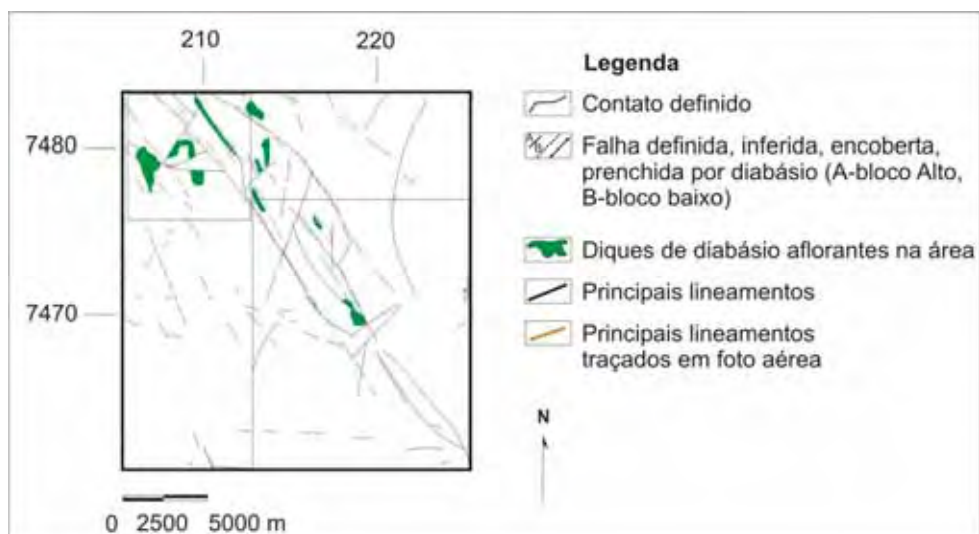 210
220
7480
7470
0 2500 5000 m
Legenda
Contato definido
A/B
Falha definida, inferida, encoberta,
prenchida por diabásio (A-bloco Alto,
B-bloco baixo)
Diques de diabásio aflorantes na área
Principais lineamentos
Principais lineamentos
traçados em foto aérea
N